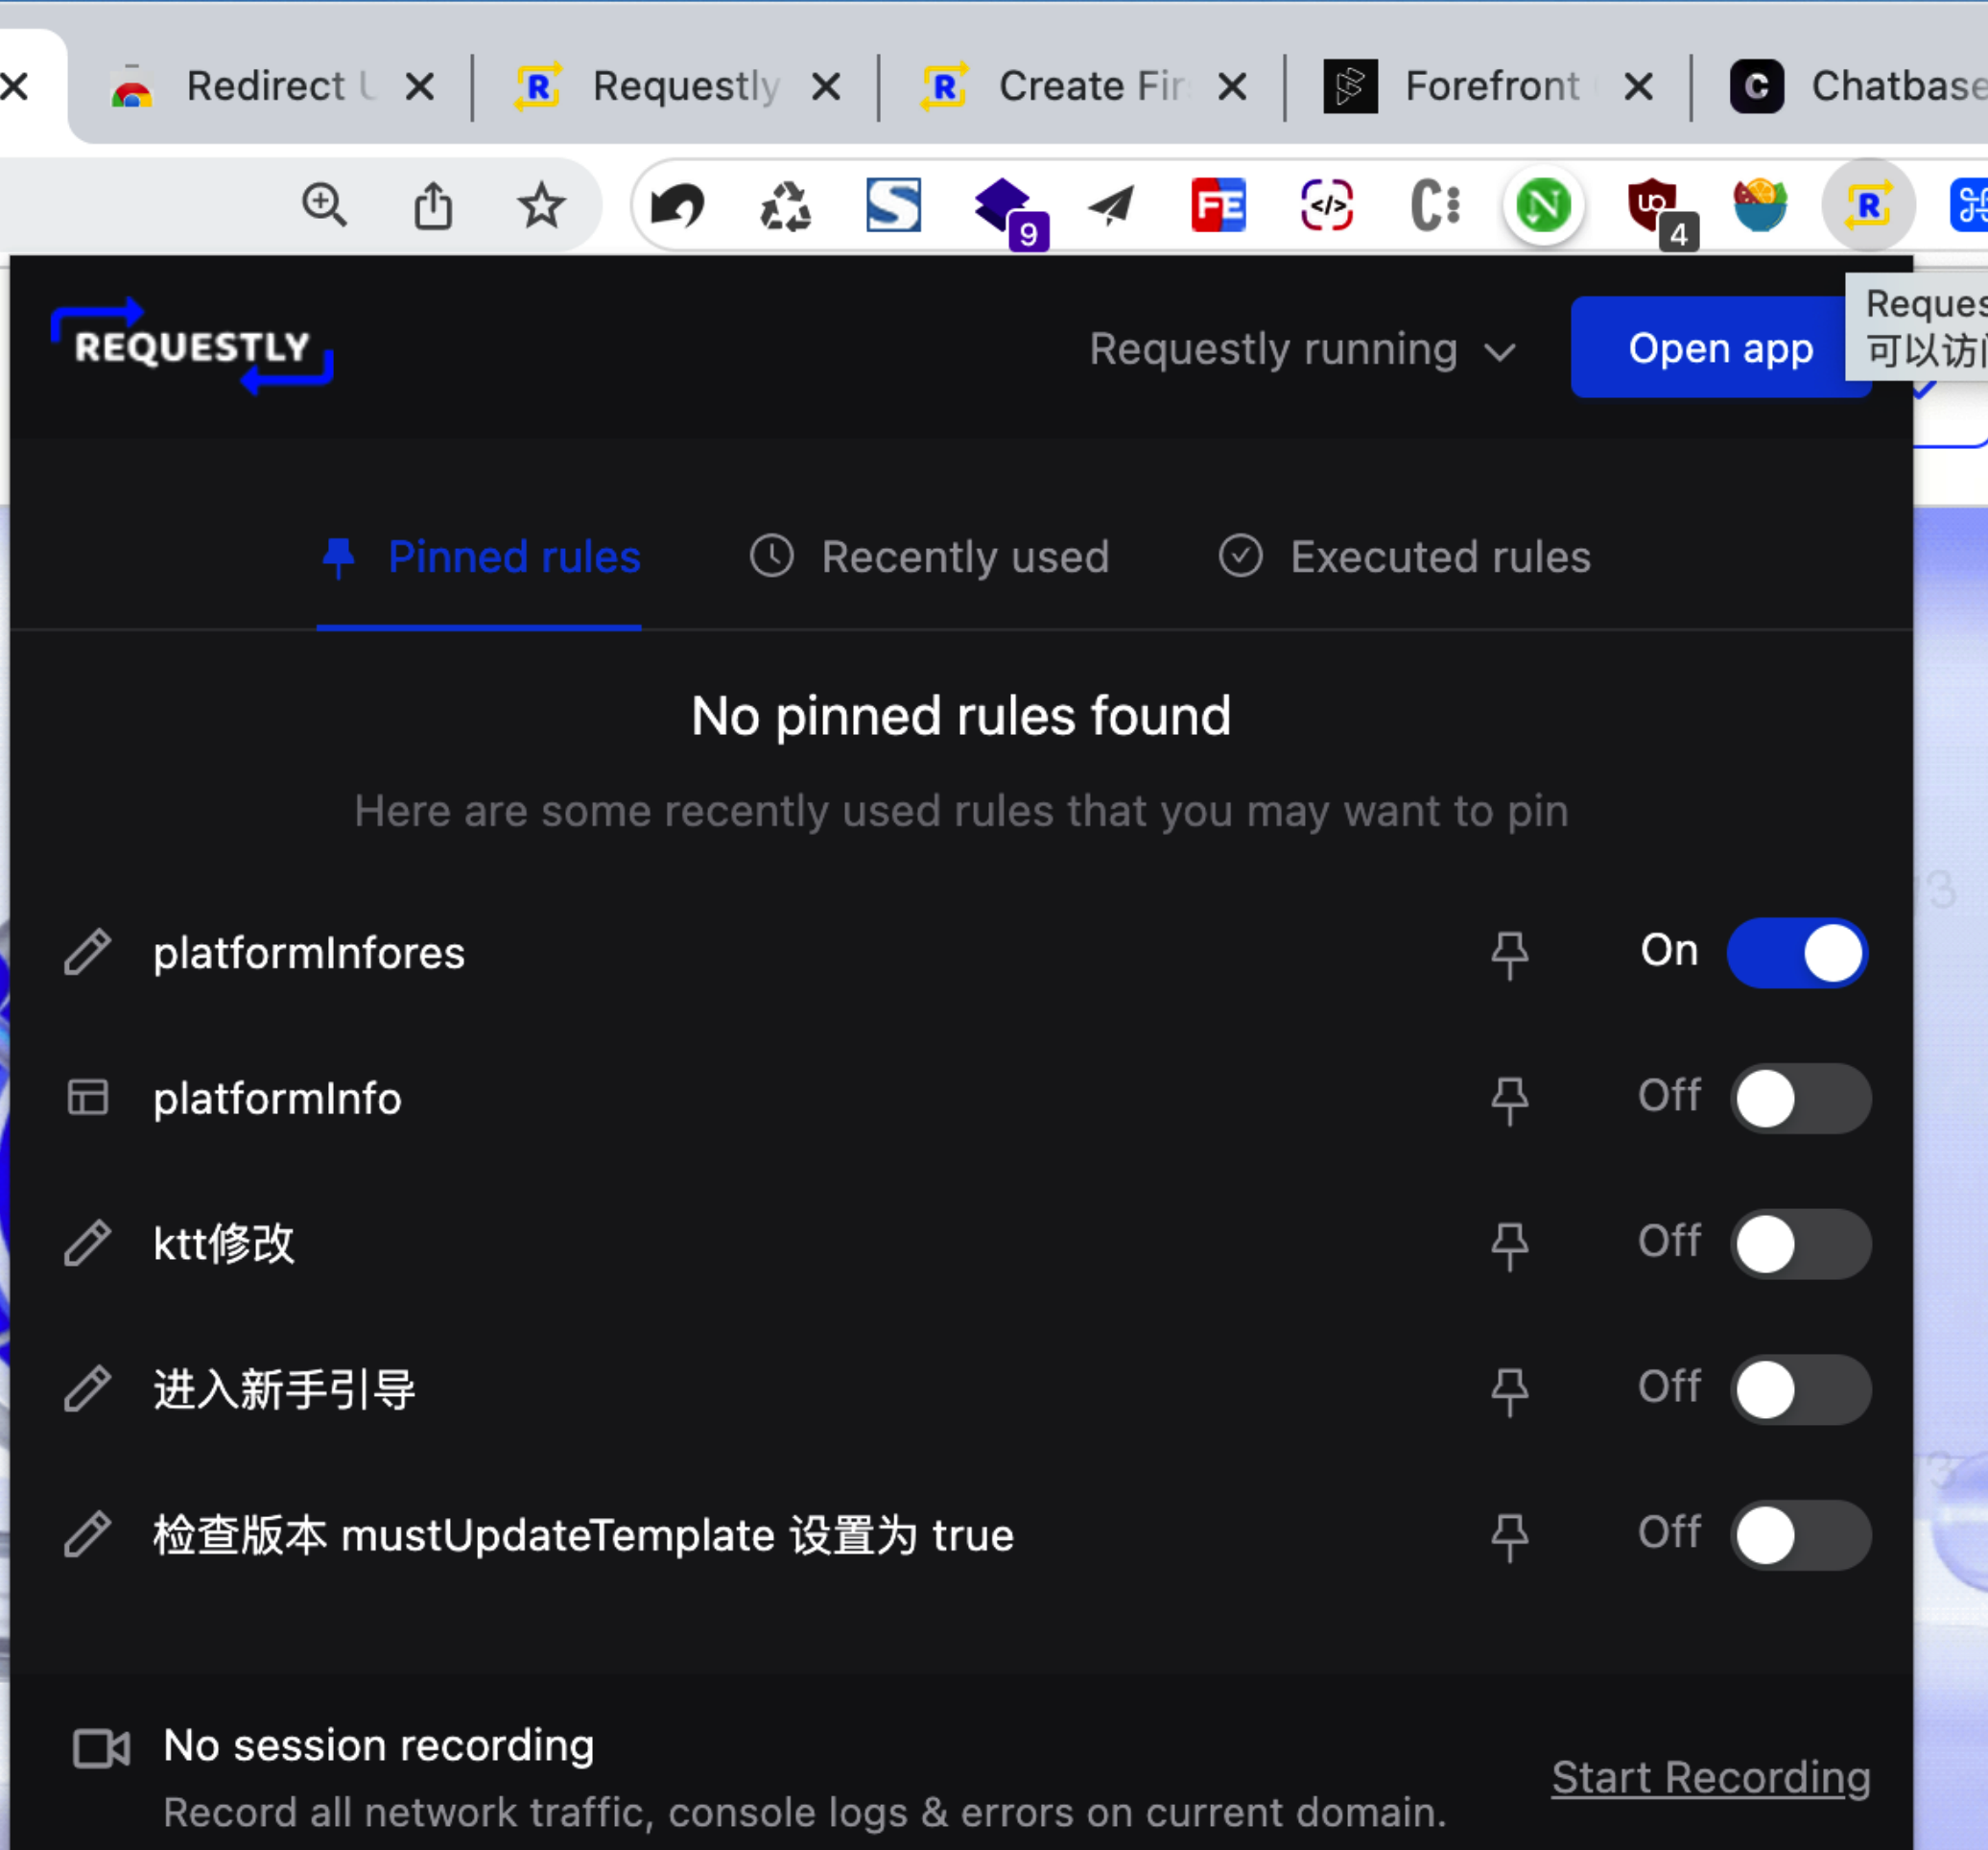 Redirect U
Requestly
Create Fir
Forefront
Chatbase
9
4
REQUESTLY
Requestly running
Open app
Reques
可以访问
Pinned rules
Recently used
Executed rules
No pinned rules found
Here are some recently used rules that you may want to pin
platformInfores
On
platformInfo
Off
ktt修改
Off
进入新手引导
Off
检查版本 mustUpdateTemplate 设置为 true
Off
No session recording
Record all network traffic, console logs & errors on current domain.
Start Recording